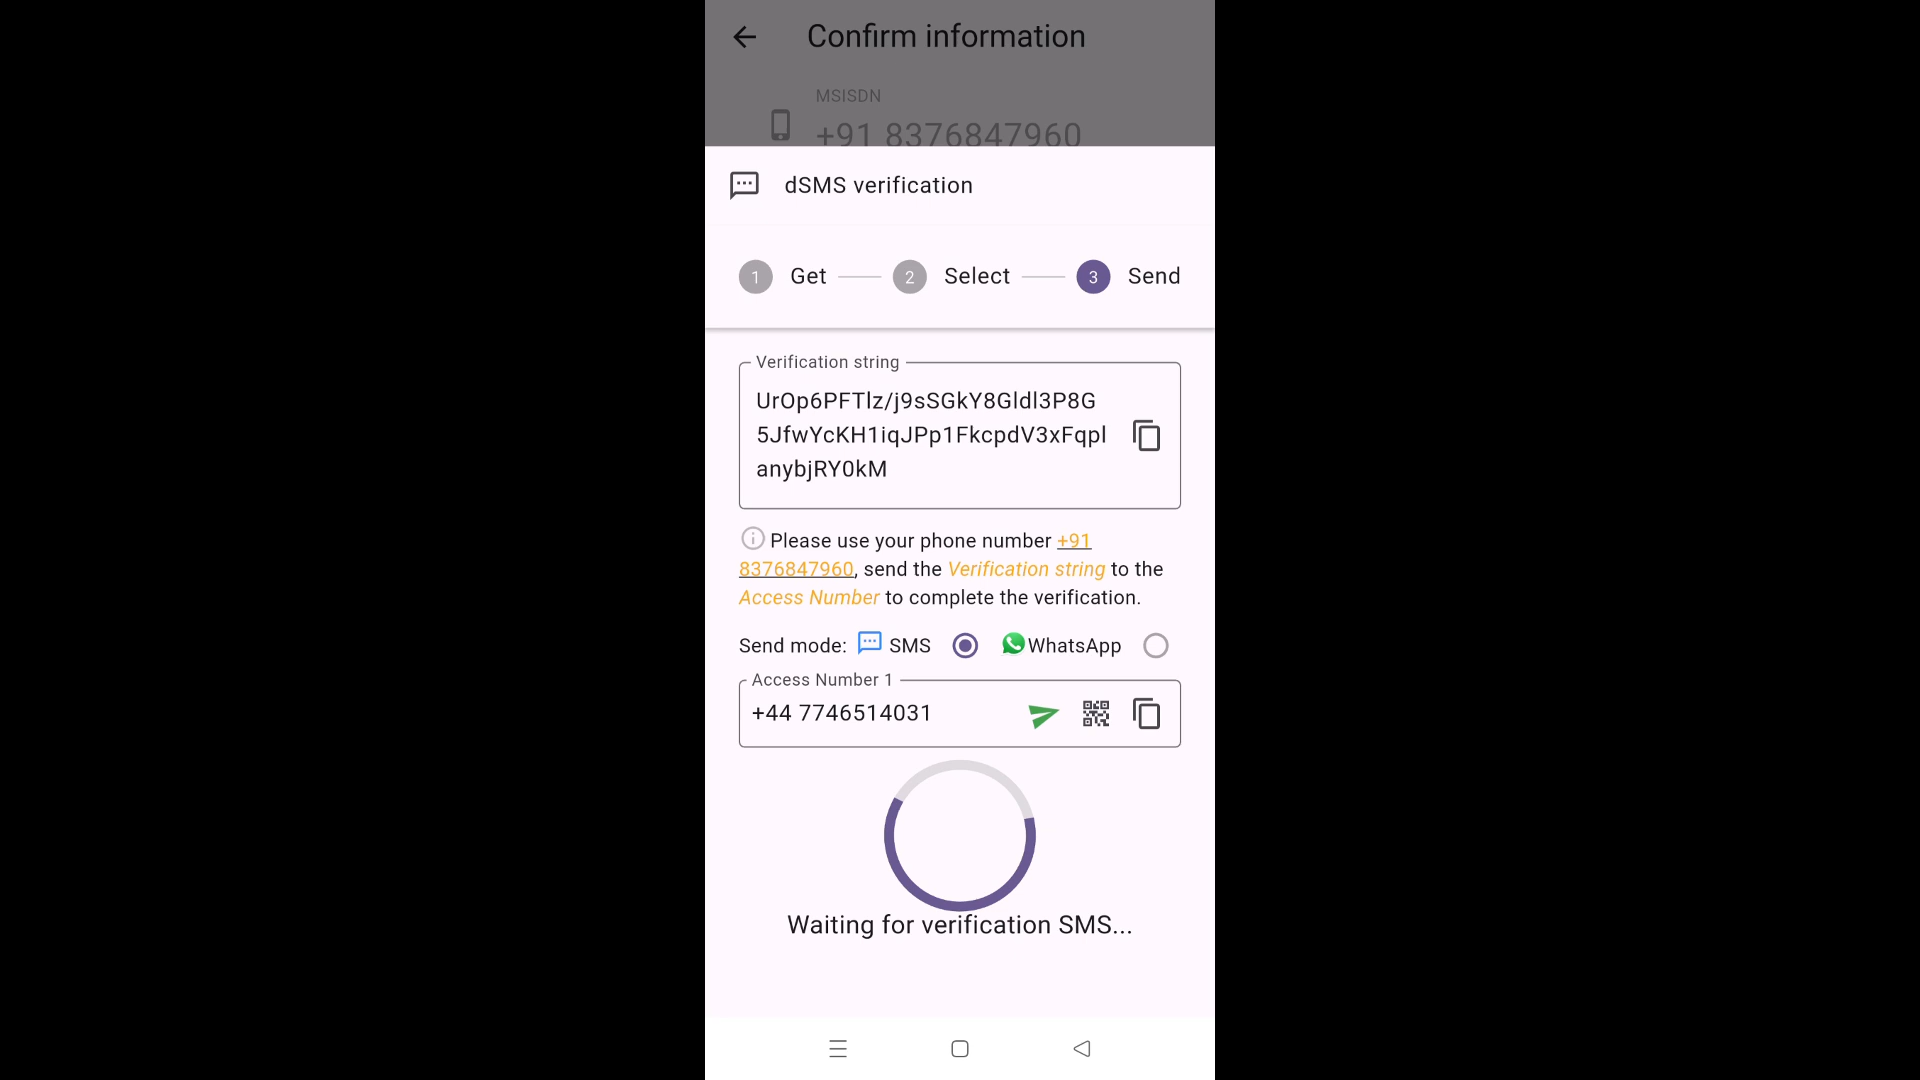 Confirm information
MSISDN
+91 8376847960
dSMS verification
1 Get 2 Select 3 Send
Verification string
UrOp6PFTlz/j9sSGkY8Gldl3P8G
5JfwYcKH1iqJPp1FkcpdV3xFqpl
anybjRY0kM
Please use your phone number +91
8376847960, send the Verification string to the
Access Number to complete the verification.
Send mode: SMS WhatsApp
Access Number 1
+44 7746514031
Waiting for verification SMS...